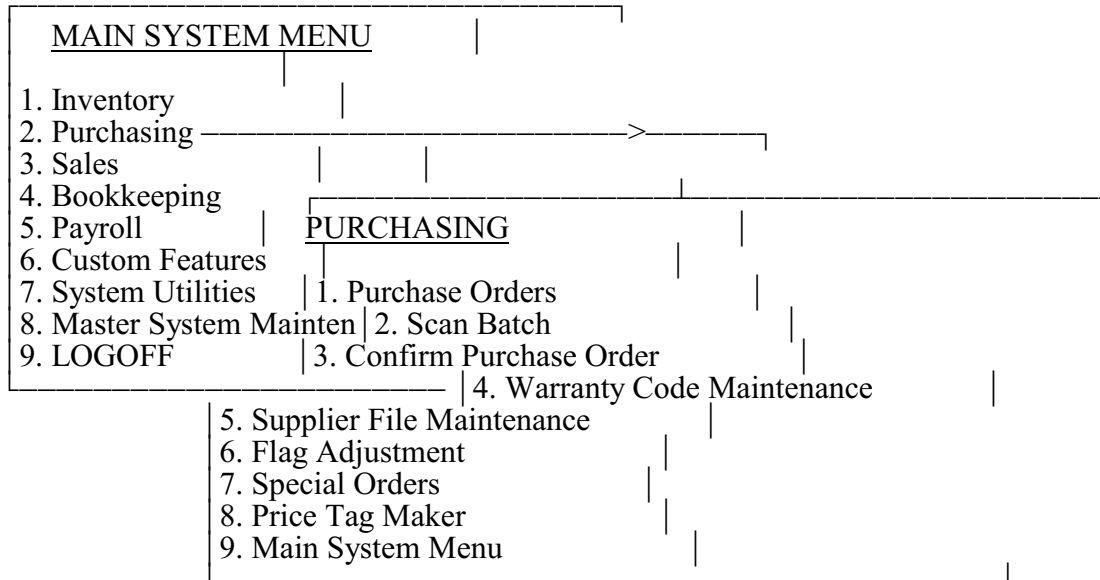 MAIN SYSTEM MENU
1. Inventory
2. Purchasing ————————————>——————
3. Sales
4. Bookkeeping
5. Payroll PURCHASING
6. Custom Features
7. System Utilities 1. Purchase Orders
8. Master System Mainten 2. Scan Batch
9. LOGOFF 3. Confirm Purchase Order
4. Warranty Code Maintenance
5. Supplier File Maintenance
6. Flag Adjustment
7. Special Orders
8. Price Tag Maker
9. Main System Menu